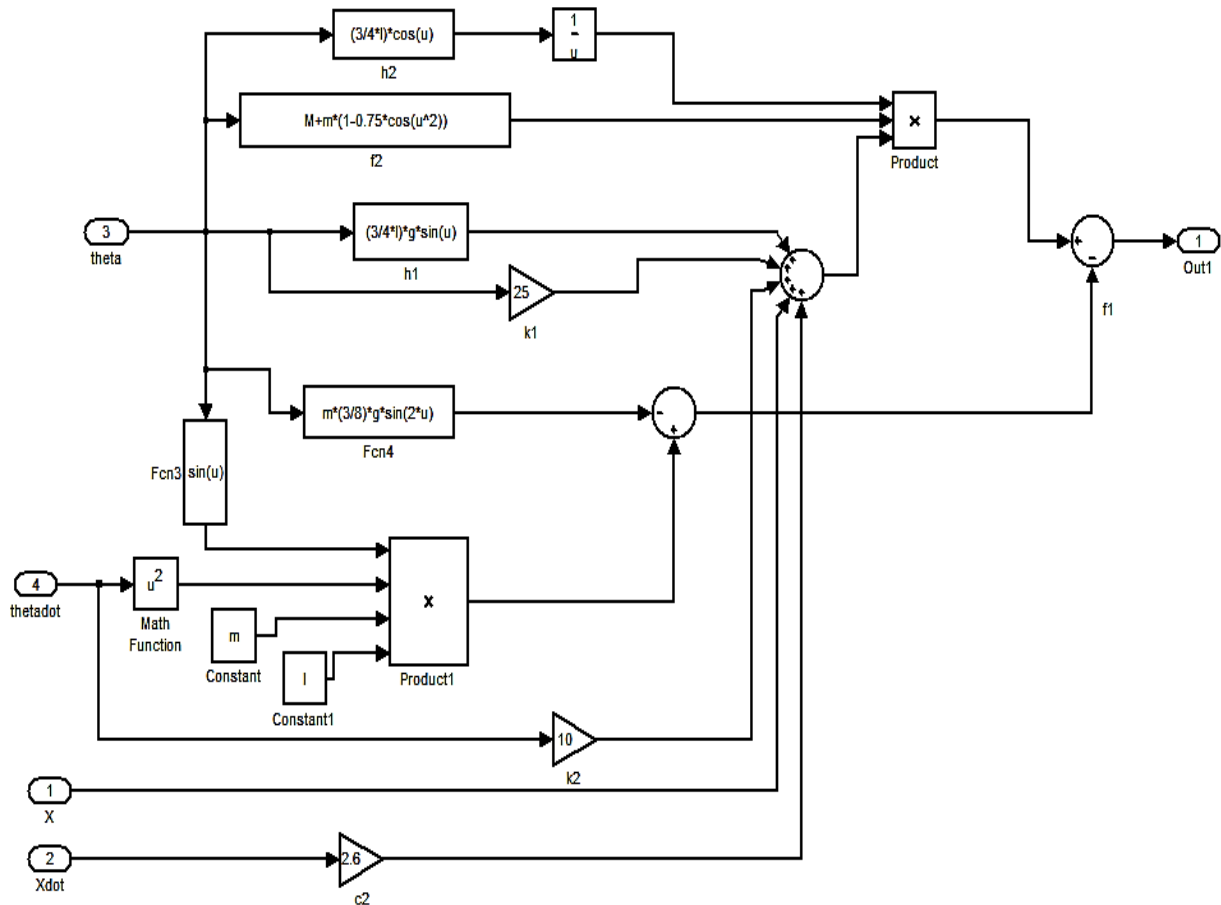 (3/4*l)*cos(u)
h2
1
u
M+m*(1-0.75*cos(u^2))
f2
×
Product
3
theta
(3/4*l)*g*sin(u)
h1
25
k1
+
+
+
+
+
+
-
f1
1
Out1
m*(3/8)*g*sin(2*u)
Fcn4
-
+
Fcn3
sin(u)
4
thetadot
u^2
Math
Function
m
Constant
l
Constant1
×
Product1
10
k2
1
X
2
Xdot
2.6
c2